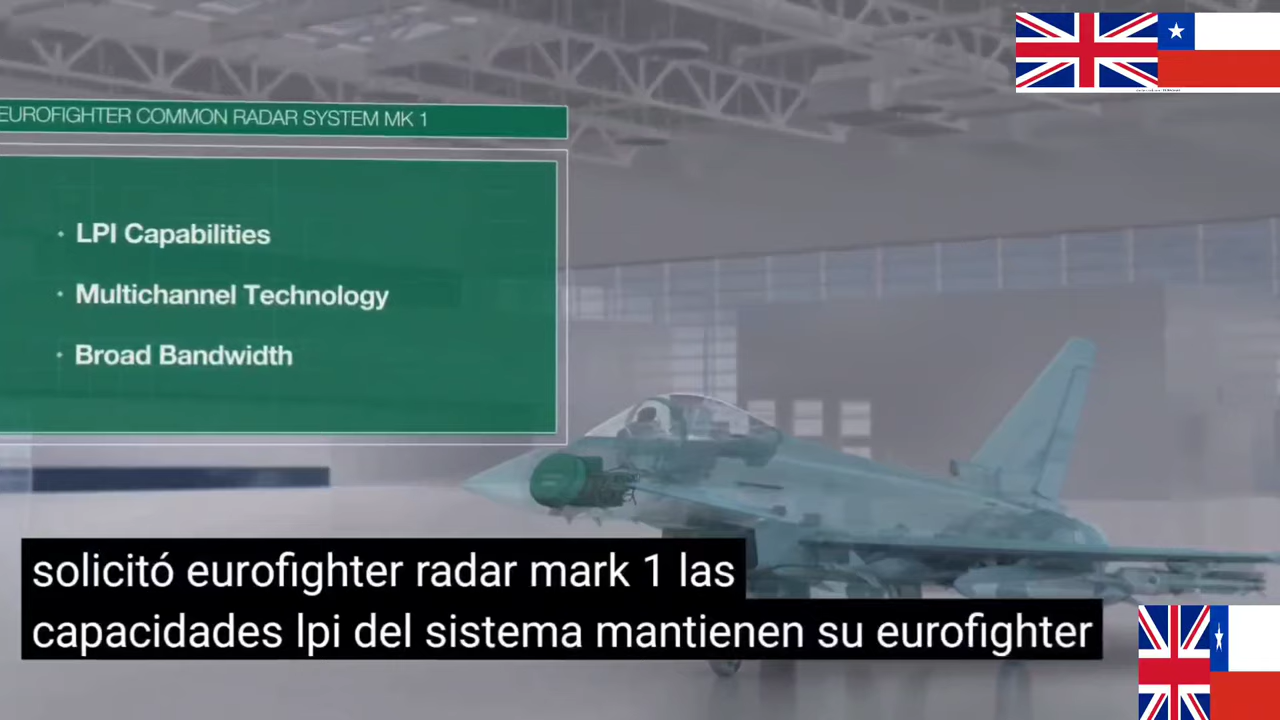 EUROFIGHTER COMMON RADAR SYSTEM MK 1
· LPI Capabilities
· Multichannel Technology
· Broad Bandwidth
solicitó eurofighter radar mark 1 las
capacidades lpi del sistema mantienen su eurofighter